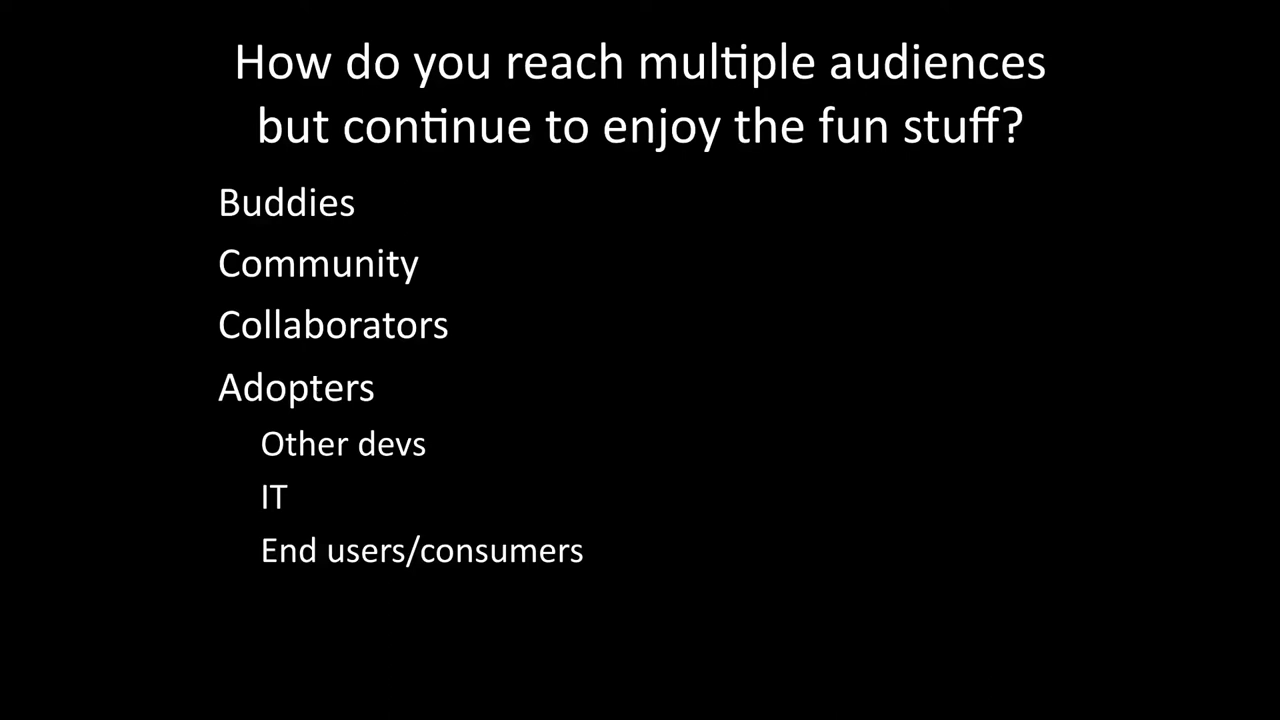 How do you reach multiple audiences
but continue to enjoy the fun stuff?
Buddies
Community
Collaborators
Adopters
Other devs
IT
End users/consumers